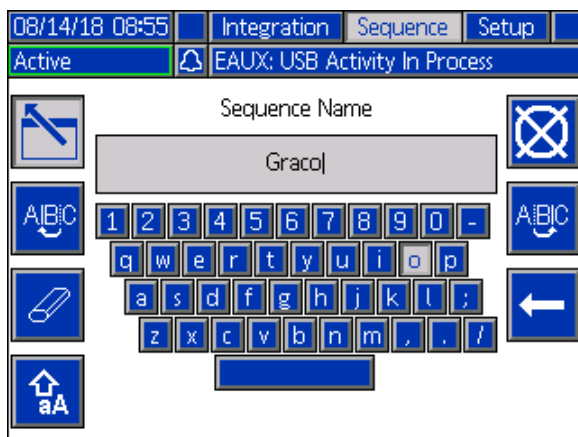 08/14/18 08:55 Integration Sequence Setup
Active EAUX: USB Activity In Process
Sequence Name
Graco
A|B|C 1 2 3 4 5 6 7 8 9 0 - A|B|C
q w e r t y u i o p
a s d f g h j k l ;
z x c v b n m , . /
aA